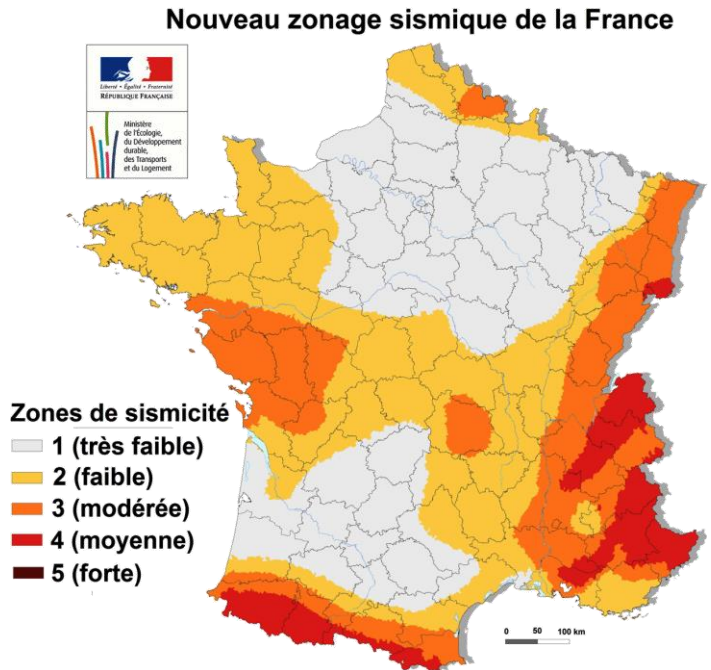 Nouveau zonage sismique de la France
Liberté • Égalité • Fraternité
RÉPUBLIQUE FRANÇAISE
Ministère
de l'Écologie,
du Développement
durable,
des Transports
et du Logement
Zones de sismicité
1 (très faible)
2 (faible)
3 (modérée)
4 (moyenne)
5 (forte)
0 50 100 km